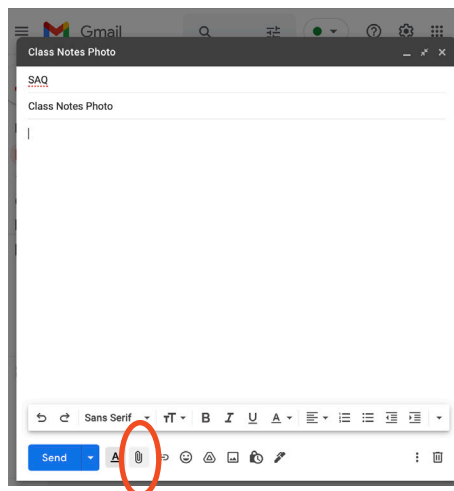 Gmail
Class Notes Photo
SAQ
Class Notes Photo
Sans Serif
Send